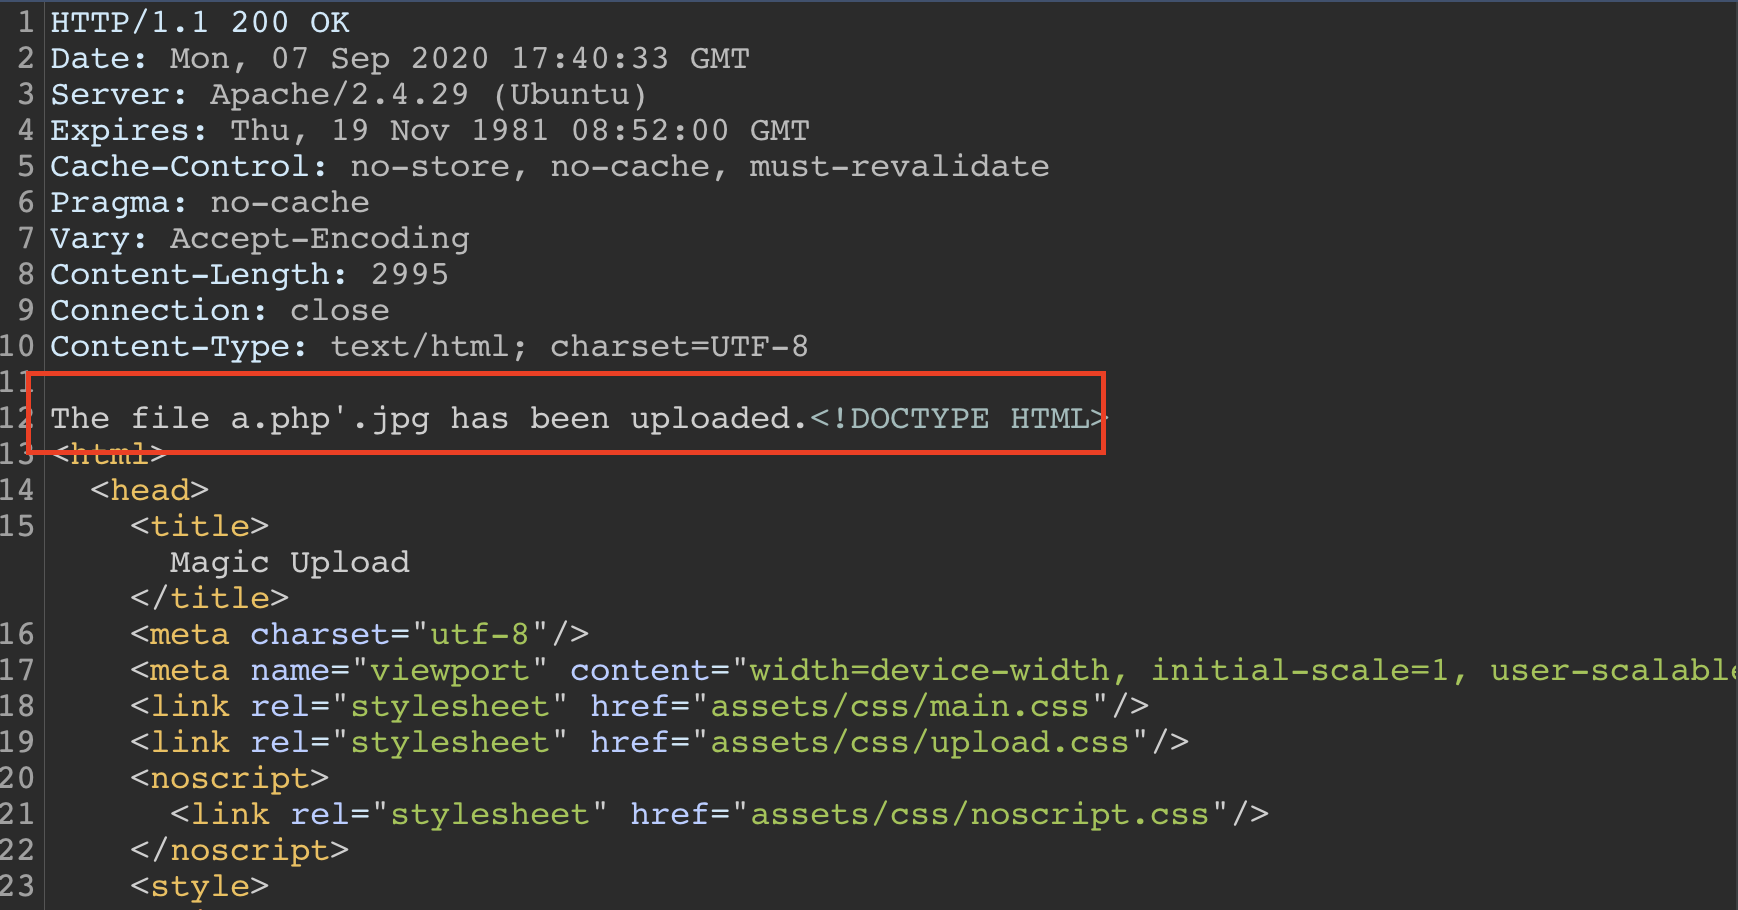 1 HTTP/1.1 200 OK
2 Date: Mon, 07 Sep 2020 17:40:33 GMT
3 Server: Apache/2.4.29 (Ubuntu)
4 Expires: Thu, 19 Nov 1981 08:52:00 GMT
5 Cache-Control: no-store, no-cache, must-revalidate
6 Pragma: no-cache
7 Vary: Accept-Encoding
8 Content-Length: 2995
9 Connection: close
10 Content-Type: text/html; charset=UTF-8
11
12 The file a.php'.jpg has been uploaded.<!DOCTYPE HTML>
13 <html>
14 <head>
15 <title>
Magic Upload
</title>
16 <meta charset="utf-8"/>
17 <meta name="viewport" content="width=device-width, initial-scale=1, user-scalable
18 <link rel="stylesheet" href="assets/css/main.css"/>
19 <link rel="stylesheet" href="assets/css/upload.css"/>
20 <noscript>
21 <link rel="stylesheet" href="assets/css/noscript.css"/>
22 </noscript>
23 <style>